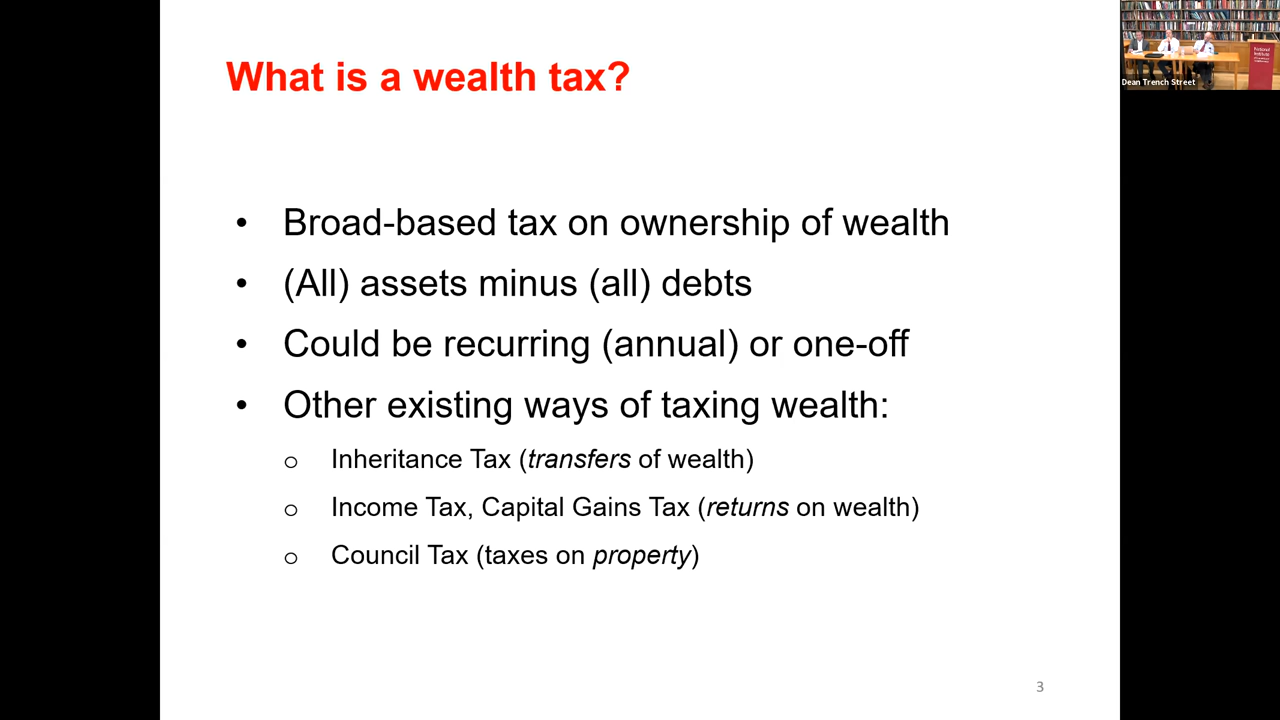 What is a wealth tax?
• Broad-based tax on ownership of wealth
• (All) assets minus (all) debts
• Could be recurring (annual) or one-off
• Other existing ways of taxing wealth:
o Inheritance Tax (transfers of wealth)
o Income Tax, Capital Gains Tax (returns on wealth)
o Council Tax (taxes on property)
3
Dean Trench Street
National
Institute